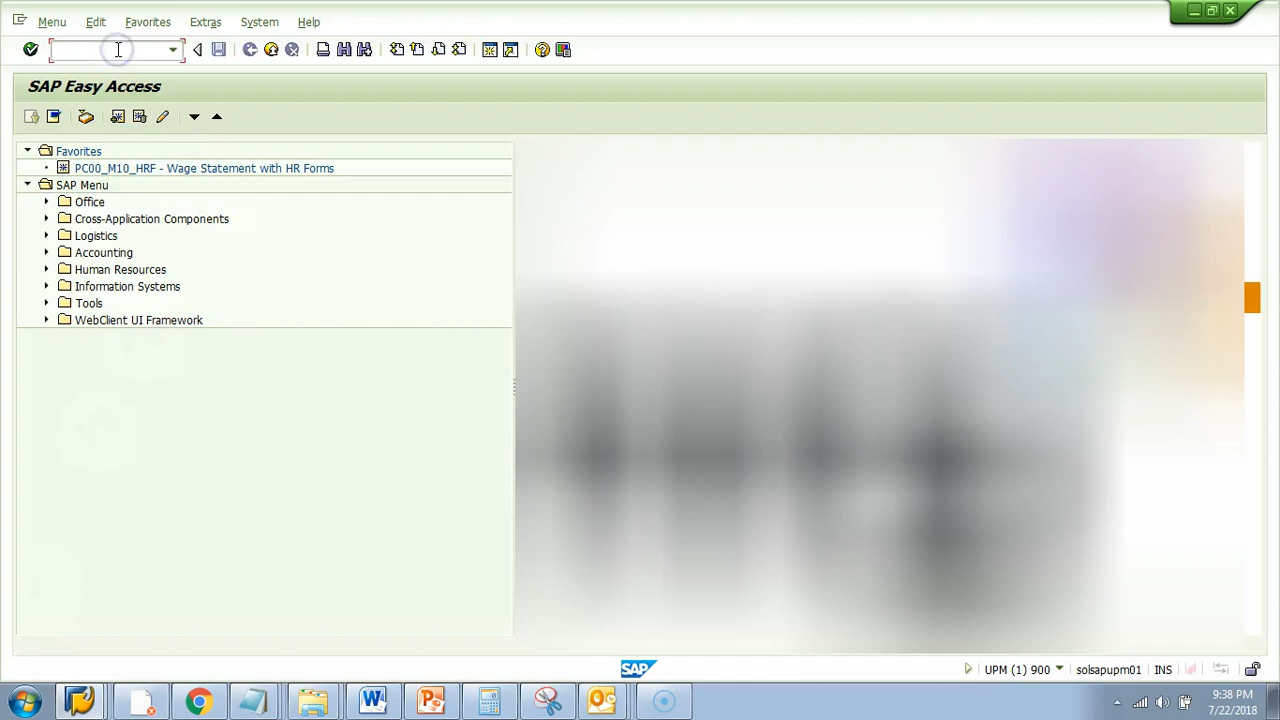 Menu Edit Favorites Extras System Help
SAP Easy Access
Favorites
PC00_M10_HRF - Wage Statement with HR Forms
SAP Menu
Office
Cross-Application Components
Logistics
Accounting
Human Resources
Information Systems
Tools
WebClient UI Framework
SAP
UPM (1) 900 solsapupm01 INS
9:38 PM
7/22/2018